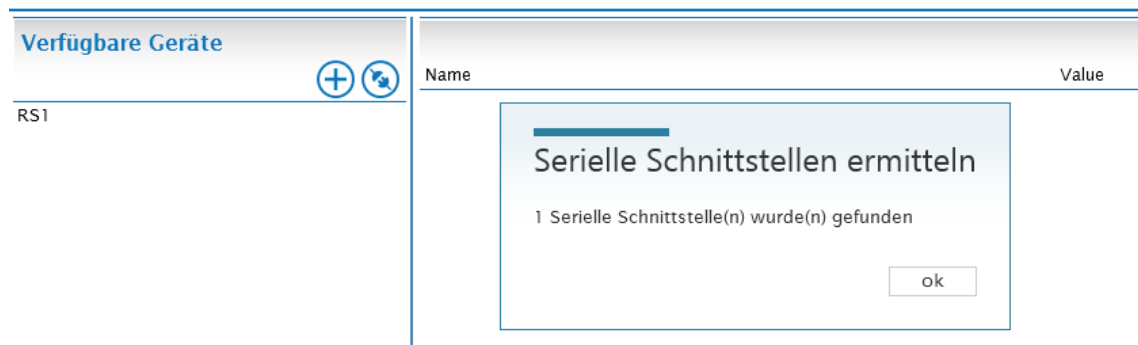 Verfügbare Geräte
RS1
Name Value
Serielle Schnittstellen ermitteln
1 Serielle Schnittstelle(n) wurde(n) gefunden
ok